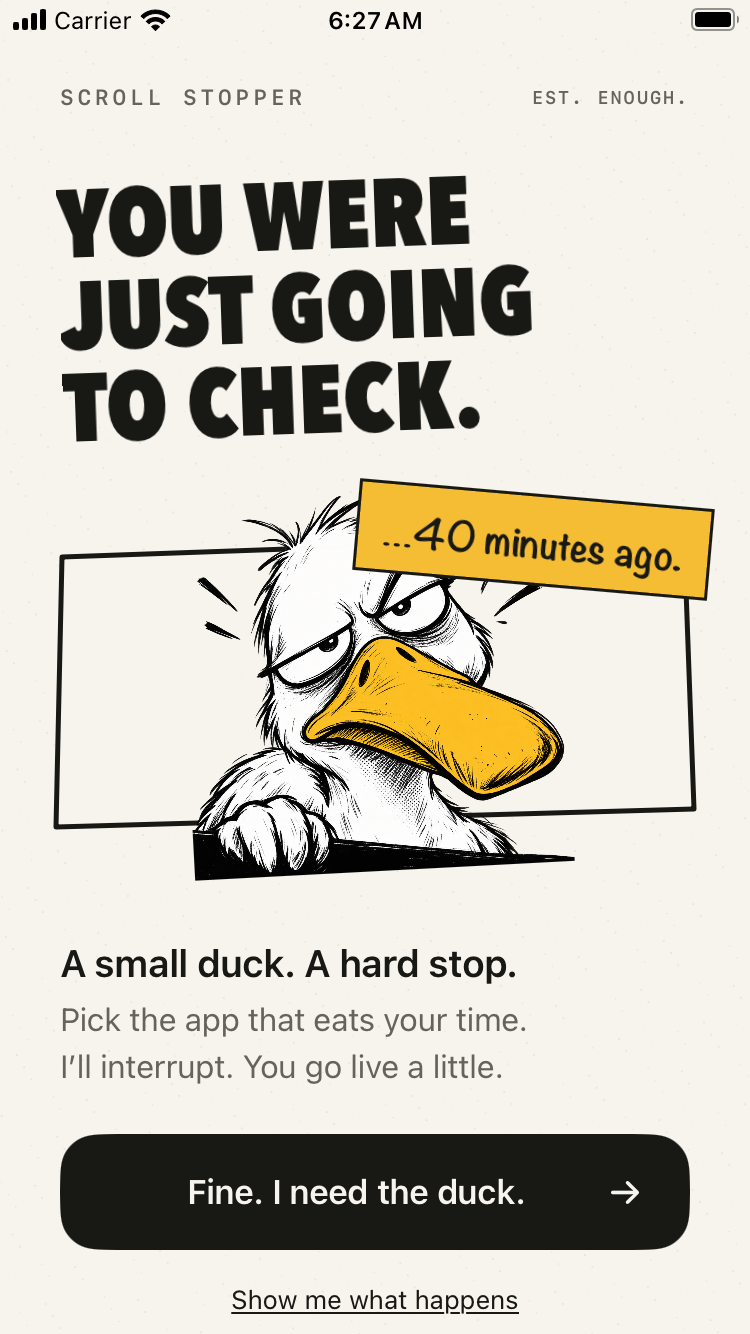 Carrier 6:27 AM
SCROLL STOPPER EST. ENOUGH.
YOU WERE
JUST GOING
TO CHECK.
...40 minutes ago.
A small duck. A hard stop.
Pick the app that eats your time.
I’ll interrupt. You go live a little.
Fine. I need the duck. →
Show me what happens